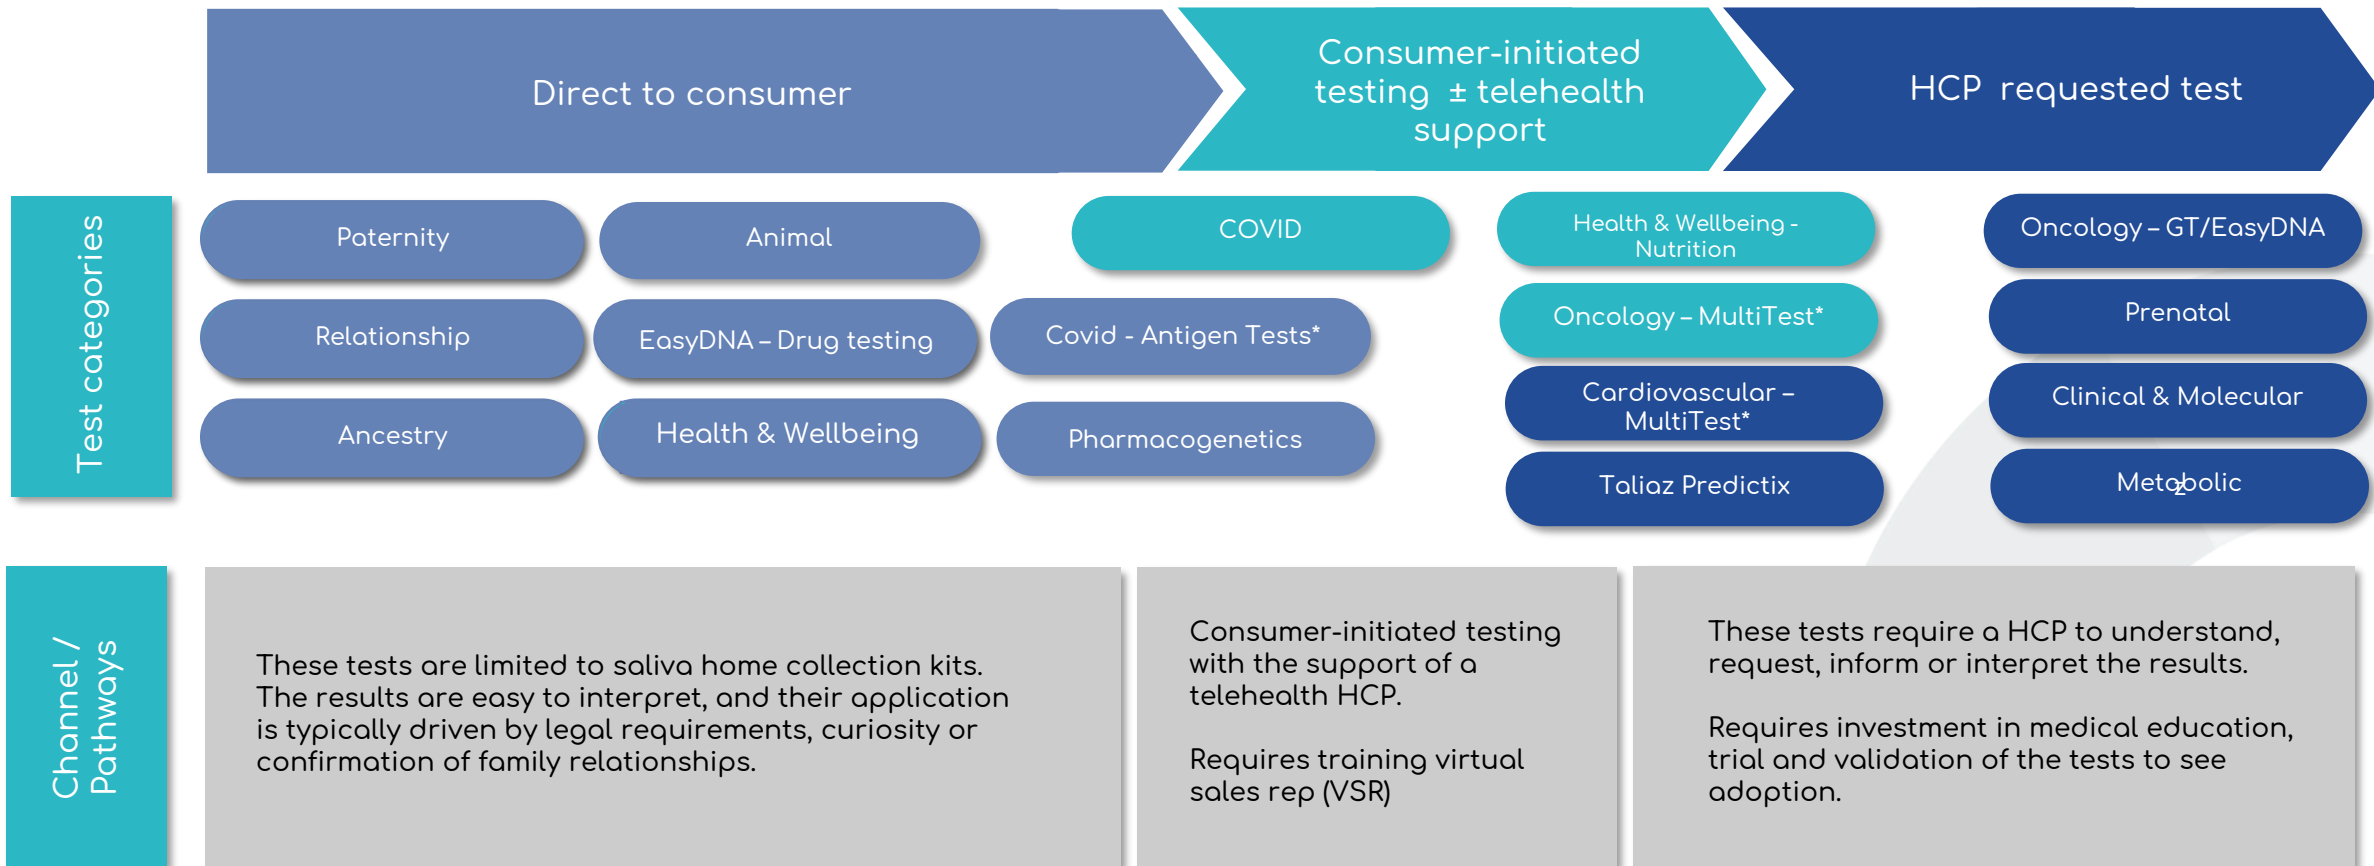 Direct to consumer
Consumer-initiated
testing ± telehealth
support
HCP requested test
Test categories
Paternity
Animal
COVID
Health & Wellbeing -
Nutrition
Oncology – GT/EasyDNA
Relationship
EasyDNA – Drug testing
Covid - Antigen Tests*
Oncology – MultiTest*
Prenatal
Ancestry
Health & Wellbeing
Pharmacogenetics
Cardiovascular –
MultiTest*
Clinical & Molecular
Taliaz Predictix
Metabolic
z
Channel /
Pathways
These tests are limited to saliva home collection kits.
The results are easy to interpret, and their application
is typically driven by legal requirements, curiosity or
confirmation of family relationships.
Consumer-initiated testing
with the support of a
telehealth HCP.
Requires training virtual
sales rep (VSR)
These tests require a HCP to understand,
request, inform or interpret the results.
Requires investment in medical education,
trial and validation of the tests to see
adoption.